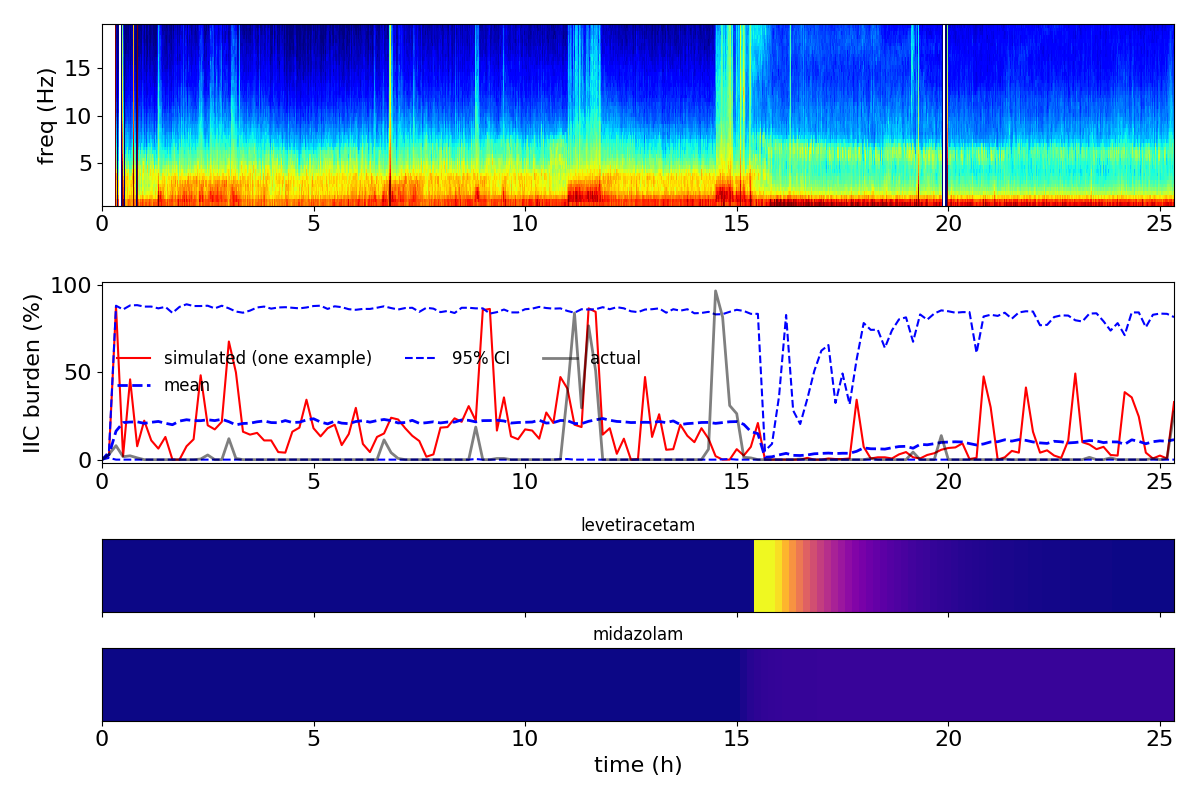 freq (Hz)
15
10
5
0 5 10 15 20 25
IIC burden (%)
100
50
0
simulated (one example) 95% CI actual
mean
0 5 10 15 20 25
levetiracetam
midazolam
0 5 10 15 20 25
time (h)